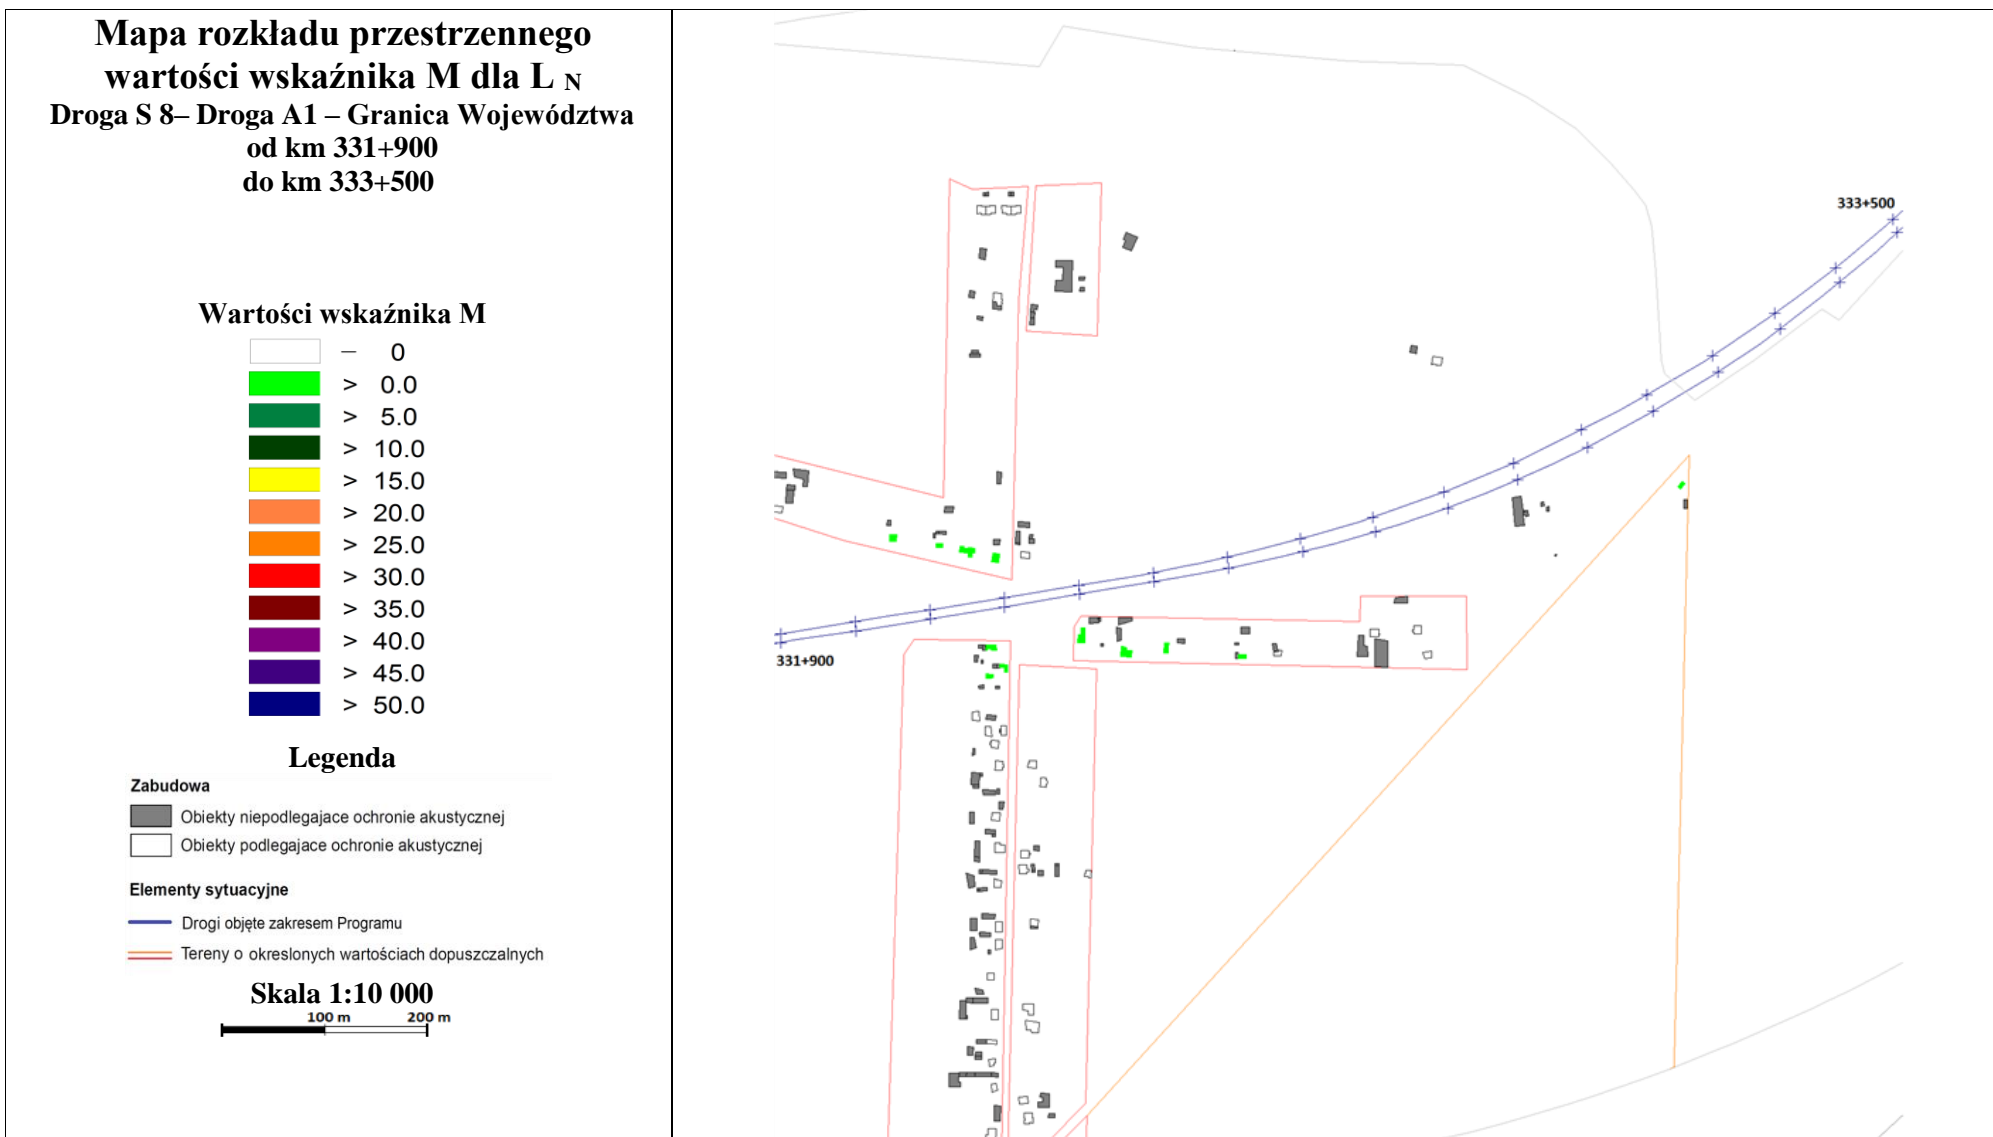 Mapa rozkładu przestrzennego
wartości wskaźnika M dla L N
Droga S 8– Droga A1 – Granica Województwa
od km 331+900
do km 333+500
Wartości wskaźnika M
– 0
> 0.0
> 5.0
> 10.0
> 15.0
> 20.0
> 25.0
> 30.0
> 35.0
> 40.0
> 45.0
> 50.0
Legenda
Zabudowa
Obiekty niepodlegajace ochronie akustycznej
Obiekty podlegajace ochronie akustycznej
Elementy sytuacyjne
Drogi objęte zakresem Programu
Tereny o okreslonych wartościach dopuszczalnych
Skala 1:10 000
100 m 200 m
333+500
331+900